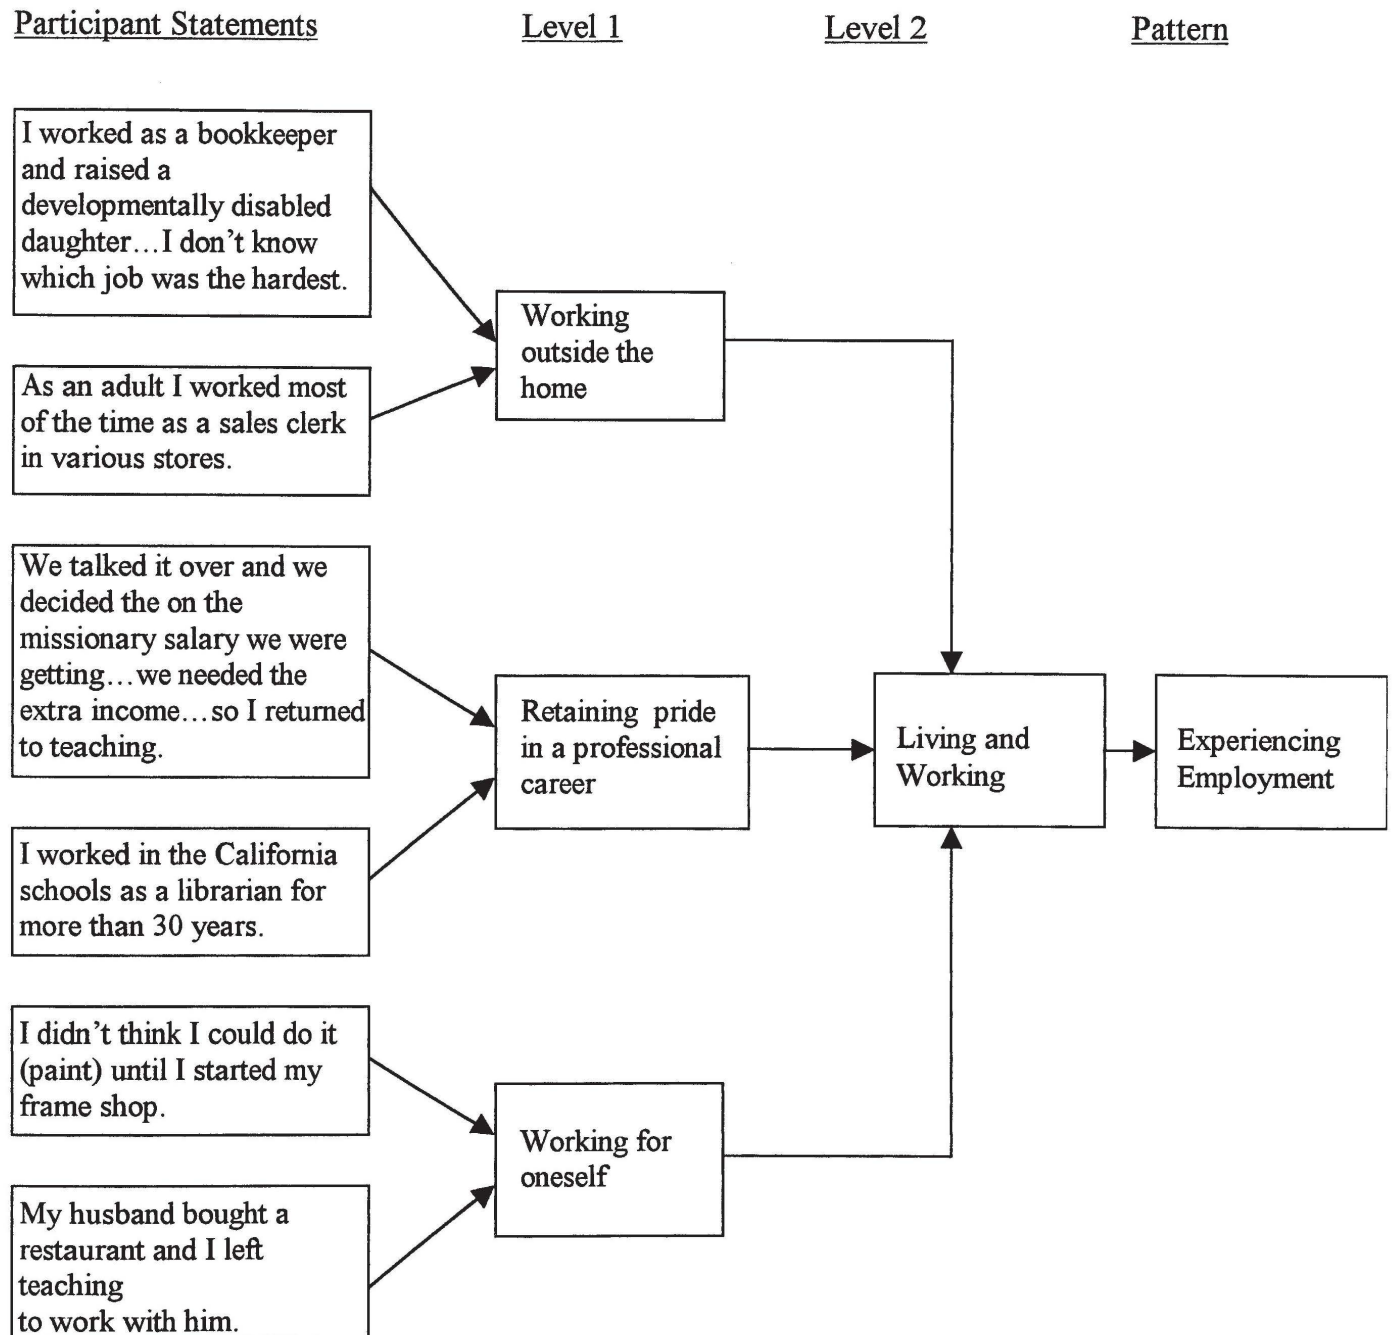 Participant Statements
Level 1
Level 2
Pattern
I worked as a bookkeeper
and raised a
developmentally disabled
daughter…I don't know
which job was the hardest.
As an adult I worked most
of the time as a sales clerk
in various stores.
We talked it over and we
decided the on the
missionary salary we were
getting…we needed the
extra income…so I returned
to teaching.
I worked in the California
schools as a librarian for
more than 30 years.
I didn't think I could do it
(paint) until I started my
frame shop.
My husband bought a
restaurant and I left
teaching
to work with him.
Working
outside the
home
Retaining pride
in a professional
career
Working for
oneself
Living and
Working
Experiencing
Employment